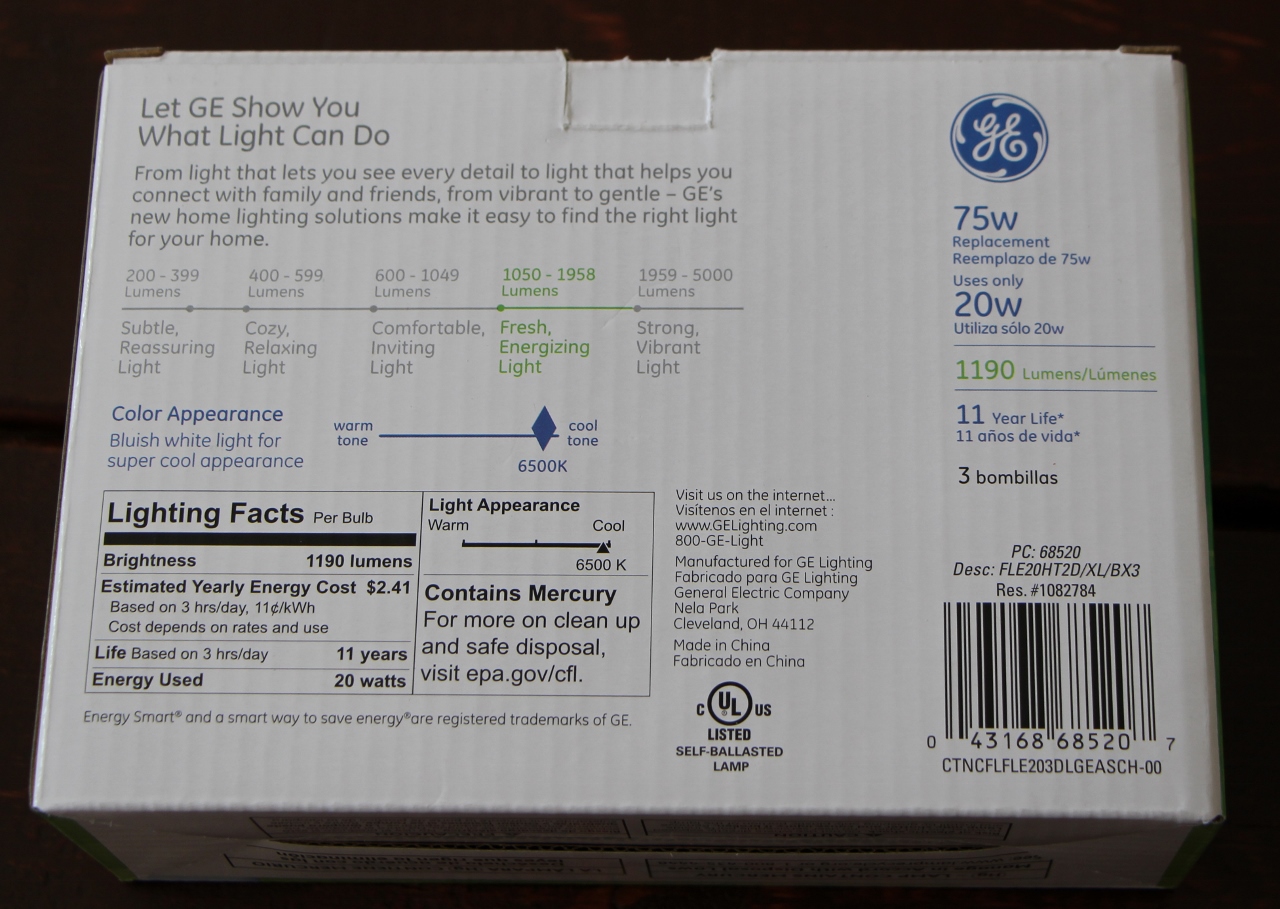 Let GE Show You
What Light Can Do
From light that lets you see every detail to light that helps you
connect with family and friends, from vibrant to gentle – GE's
new home lighting solutions make it easy to find the right light
for your home.
200 - 399
Lumens
400 - 599
Lumens
600 - 1049
Lumens
1050 - 1958
Lumens
1959 - 5000
Lumens
Subtle,
Reassuring
Light
Cozy,
Relaxing
Light
Comfortable,
Inviting
Light
Fresh,
Energizing
Light
Strong,
Vibrant
Light
Color Appearance
Bluish white light for
super cool appearance
warm
tone
cool
tone
6500K
Lighting Facts Per Bulb
Brightness 1190 lumens
Estimated Yearly Energy Cost $2.41
Based on 3 hrs/day, 11¢/kWh
Cost depends on rates and use
Life Based on 3 hrs/day 11 years
Energy Used 20 watts
Light Appearance
Warm Cool
6500 K
Contains Mercury
For more on clean up
and safe disposal,
visit epa.gov/cfl.
Energy Smart® and a smart way to save energy®are registered trademarks of GE.
Visit us on the internet...
Visítenos en el internet :
www.GELighting.com
800-GE-Light
Manufactured for GE Lighting
Fabricado para GE Lighting
General Electric Company
Nela Park
Cleveland, OH 44112
Made in China
Fabricado en China
C UL US
LISTED
SELF-BALLASTED
LAMP
GE
75w
Replacement
Reemplazo de 75w
Uses only
20w
Utiliza sólo 20w
1190 Lumens/Lúmenes
11 Year Life*
11 años de vida*
3 bombillas
PC: 68520
Desc: FLE20HT2D/XL/BX3
Res. #1082784
0 43168 68520 7
CTNCFLFLE203DLGEASCH-00